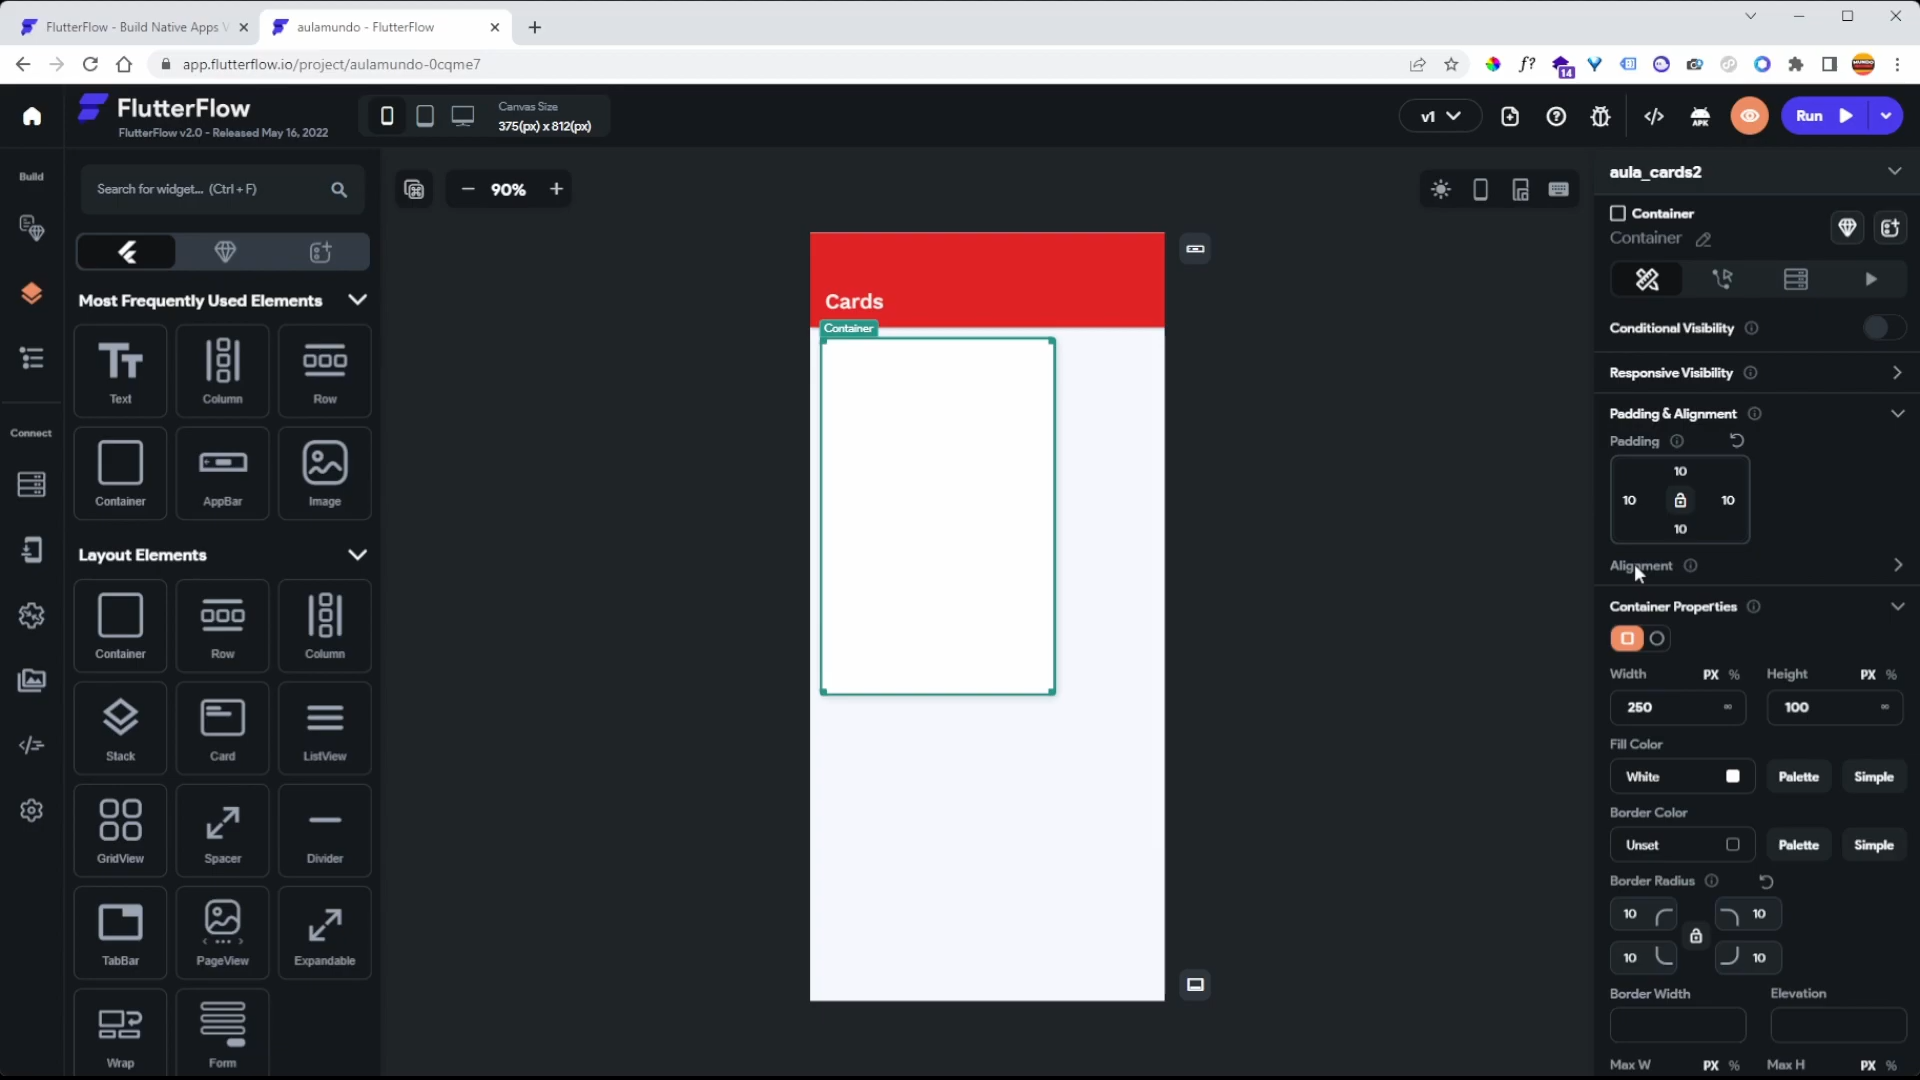 FlutterFlow - Build Native Apps V
aulamundo - FlutterFlow
app.flutterflow.io/project/aulamundo-0cqme7
f?
14
FlutterFlow
FlutterFlow v2.0 - Released May 16, 2022
Canvas Size
375(px) x 812(px)
v1
APK
Run
Build
Search for widget... (Ctrl + F)
90%
aula_cards2
Container
Container
Most Frequently Used Elements
Text
Column
Row
Container
AppBar
Image
Connect
Layout Elements
Container
Row
Column
Stack
Card
ListView
GridView
Spacer
Divider
TabBar
PageView
Expandable
Wrap
Form
Cards
Container
Conditional Visibility
Responsive Visibility
Padding & Alignment
Padding
10
10
10
10
Alignment
Container Properties
Width PX % Height PX %
250 ∞ 100 ∞
Fill Color
White Palette Simple
Border Color
Unset Palette Simple
Border Radius
10 10
10 10
Border Width Elevation
Max W PX % Max H PX %